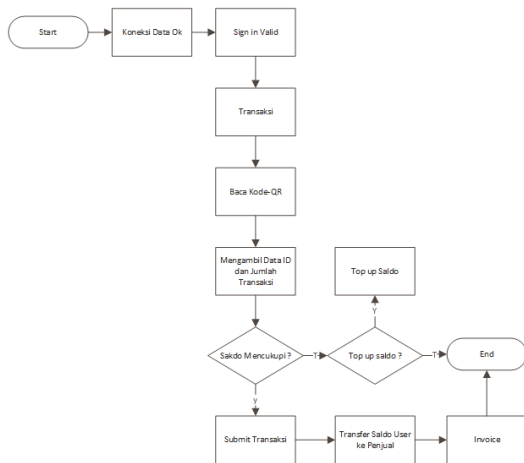 Start
Koneksi Data Ok
Sign in Valid
Transaksi
Baca Kode-QR
Mengambil Data ID
dan Jumlah
Transaksi
Top up Saldo
Y
Sakdo Mencukupi ?
T
Top up saldo ?
T
End
y
Submit Transaksi
Transfer Saldo User
ke Penjual
Invoice